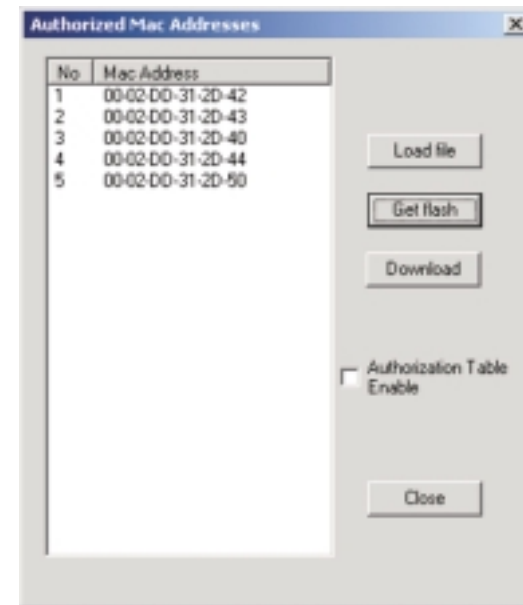 Authorized Mac Addresses
No Mac Address
1 00-02-DD-31-2D-42
2 00-02-DD-31-2D-43
3 00-02-DD-31-2D-40
4 00-02-DD-31-2D-44
5 00-02-DD-31-2D-50
Load file
Get flash
Download
Authorization Table
Enable
Close